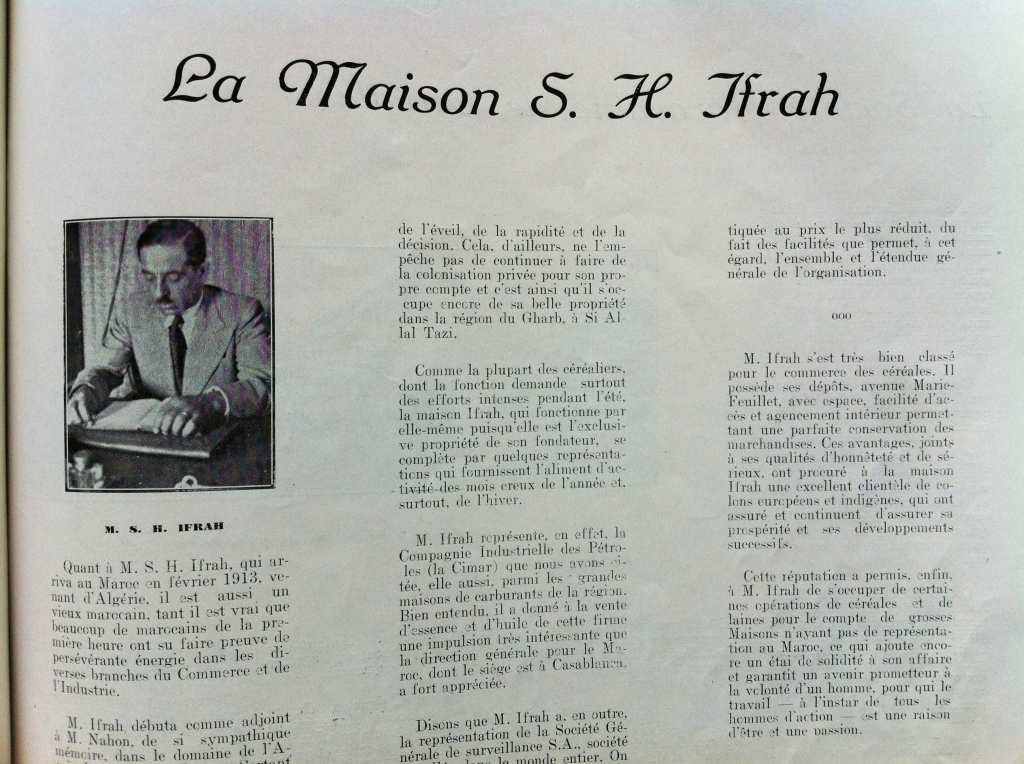 La Maison S. H. Ifrah
M. S. H. IFRAH
Quant à M. S. H. Ifrah, qui ar-
riva au Maroc en février 1913, ve-
nant d'Algérie, il est aussi un
vieux marocain, tant il est vrai que
beaucoup de marocains de la pre-
mière heure ont su faire preuve de
persévérante énergie dans les di-
verses branches du Commerce et de
l'Industrie.
M. Ifrah débuta comme adjoint
à M. Nahon, de si sympathique
mémoire, dans le domaine de l'A-
de l'éveil, de la rapidité et de la
décision. Cela, d'ailleurs, ne l'em-
pêche pas de continuer à faire de
la colonisation privée pour son pro-
pre compte et c'est ainsi qu'il s'oc-
cupe encore de sa belle propriété
dans la région du Gharb, à Si Al-
lal Tazi.
Comme la plupart des céréaliers,
dont la fonction demande surtout
des efforts intenses pendant l'été,
la maison Ifrah, qui fonctionne par
elle-même puisqu'elle est l'exclusi-
ve propriété de son fondateur, se
complète par quelques représenta-
tions qui fournissent l'aliment d'ac-
tivité des mois creux de l'année et,
surtout, de l'hiver.
M. Ifrah représente, en effet, la
Compagnie Industrielle des Pétro-
les (la Cimar) que nous avons ci-
tée, elle aussi, parmi les grandes
maisons de carburants de la région.
Bien entendu, il a donné à la vente
d'essence et d'huile de cette firme
une impulsion très intéressante que
la direction générale pour le Ma-
roc, dont le siège est à Casablanca,
a fort appréciée.
Disons que M. Ifrah a, en outre,
la représentation de la Société Gé-
nérale de surveillance S.A., société
le monde entier. On
tiquée au prix le plus réduit, du
fait des facilités que permet, à cet
égard, l'ensemble et l'étendue gé-
nérale de l'organisation.
ooo
M. Ifrah s'est très bien classé
pour le commerce des céréales. Il
possède ses dépôts, avenue Marie-
Feuillet, avec espace, facilité d'ac-
cès et agencement intérieur permet-
tant une parfaite conservation des
marchandises. Ces avantages, joints
à ses qualités d'honnêteté et de sé-
rieux, ont procuré à la maison
Ifrah une excellent clientèle de co-
lons européens et indigènes, qui ont
assuré et continuent d'assurer sa
prospérité et ses développements
successifs.
Cette réputation a permis, enfin,
à M. Ifrah de s'occuper de certai-
nes opérations de céréales et de
laines pour le compte de grosses
Maisons n'ayant pas de représenta-
tion au Maroc, ce qui ajoute enco-
re un étai de solidité à son affaire
et garantit un avenir prometteur à
la volonté d'un homme, pour qui le
travail — à l'instar de tous les
hommes d'action — est une raison
d'être et une passion.